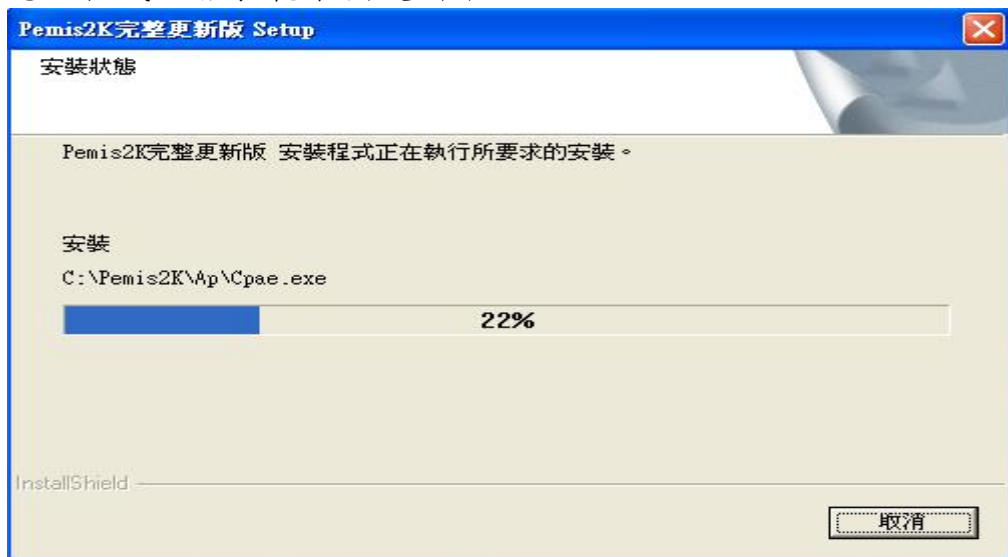 Pemis2K完整更新版 Setup
安裝狀態
Pemis2K完整更新版 安裝程式正在執行所要求的安裝。
安裝
C:\Pemis2K\Ap\Cpae.exe
22%
InstallShield
取消